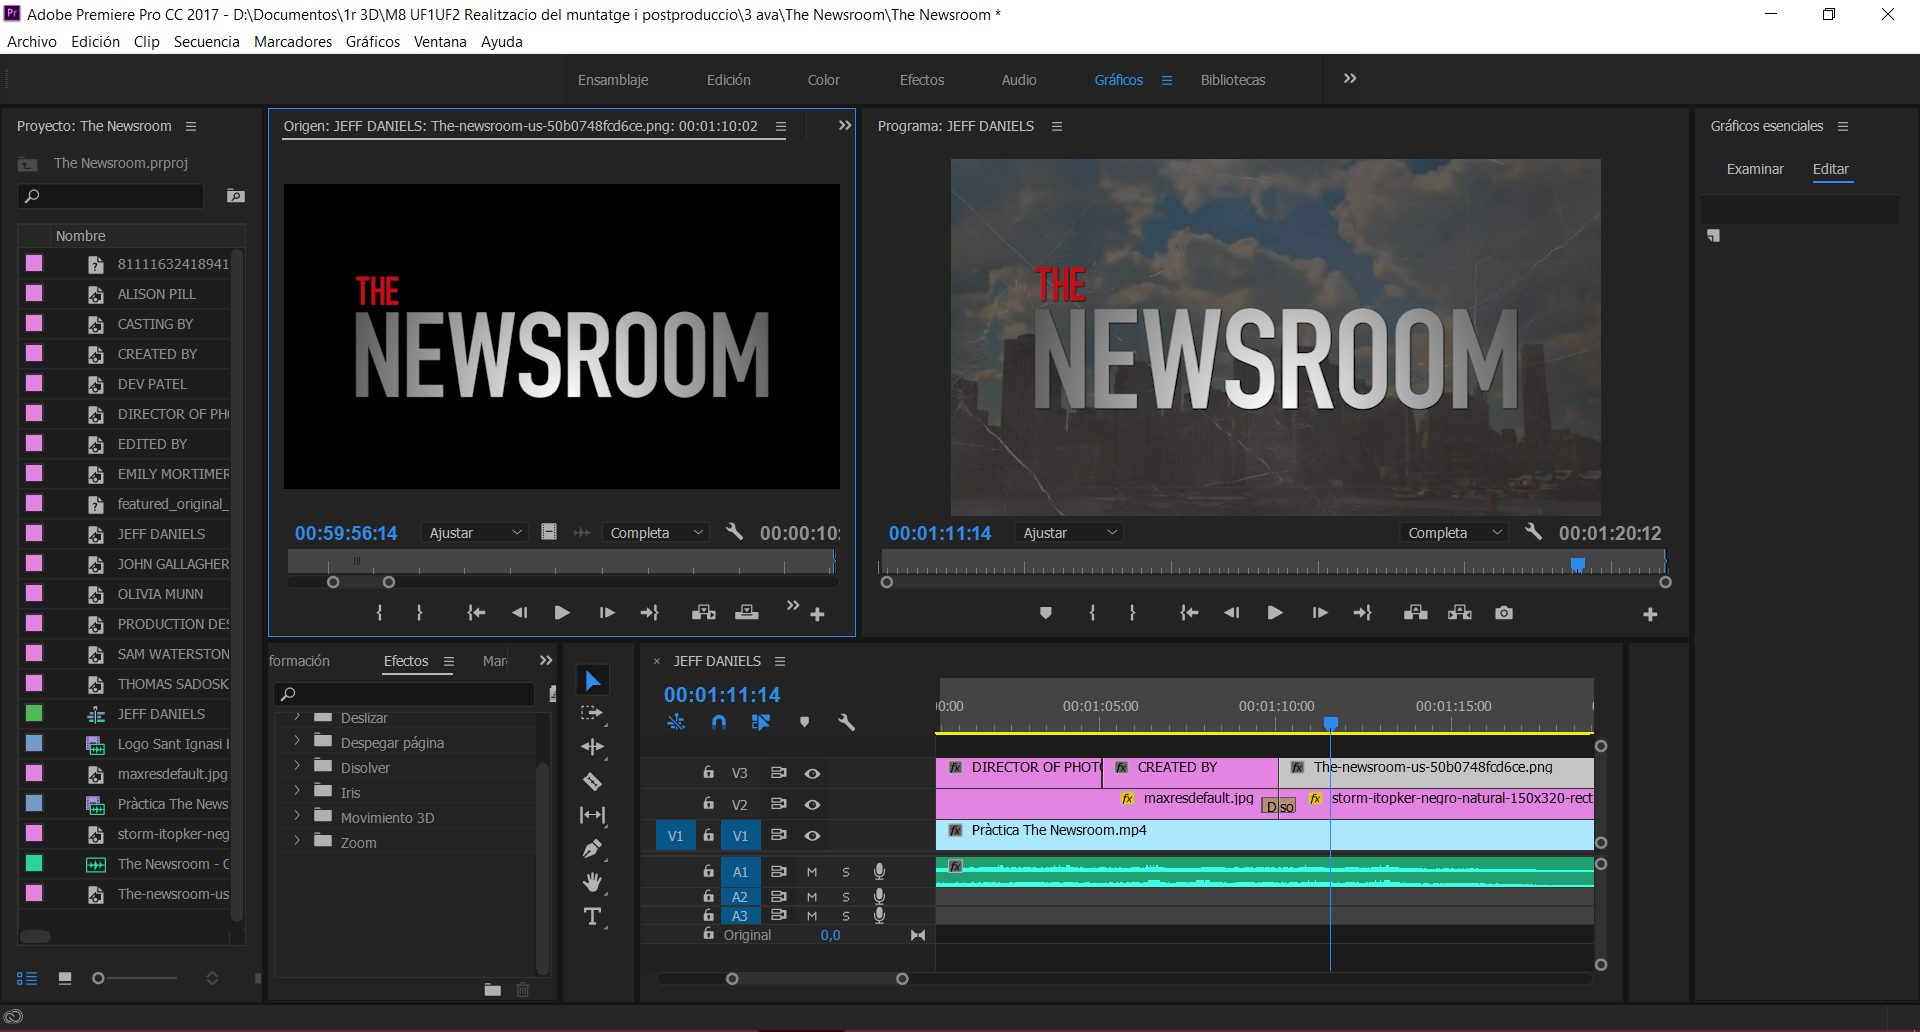 Adobe Premiere Pro CC 2017 - D:\Documentos\1r 3D\M8 UF1UF2 Realitzacio del muntatge i postproduccio\3 ava\The Newsroom\The Newsroom *
Archivo Edición Clip Secuencia Marcadores Gráficos Ventana Ayuda
Ensamblaje Edición Color Efectos Audio Gráficos Bibliotecas
Proyecto: The Newsroom
The Newsroom.prproj
Nombre
81111632418941
ALISON PILL
CASTING BY
CREATED BY
DEV PATEL
DIRECTOR OF PH
EDITED BY
EMILY MORTIMER
featured_original_
JEFF DANIELS
JOHN GALLAGHER
OLIVIA MUNN
PRODUCTION DES
SAM WATERSTON
THOMAS SADOSK
JEFF DANIELS
Logo Sant Ignasi
maxresdefault.jpg
Pràctica The News
storm-itopker-neg
The Newsroom -
The-newsroom-us
Origen: JEFF DANIELS: The-newsroom-us-50b0748fcd6ce.png: 00:01:10:02
THE
NEWSROOM
00:59:56:14 Ajustar Completa 00:00:10:
Programa: JEFF DANIELS
THE
NEWSROOM
00:01:11:14 Ajustar Completa 00:01:20:12
Gráficos esenciales
Examinar Editar
formación Efectos Mar
Deslizar
Despegar página
Disolver
Iris
Movimiento 3D
Zoom
× JEFF DANIELS
00:01:11:14
:00:00 00:01:05:00 00:01:10:00 00:01:15:00
V3 fx DIRECTOR OF PHOT fx CREATED BY fx The-newsroom-us-50b0748fcd6ce.png
V2 fx maxresdefault.jpg Diso fx storm-itopker-negro-natural-150x320-rect
V1 V1 fx Pràctica The Newsroom.mp4
A1 M S fx
A2 M S
A3 M S
Original 0,0